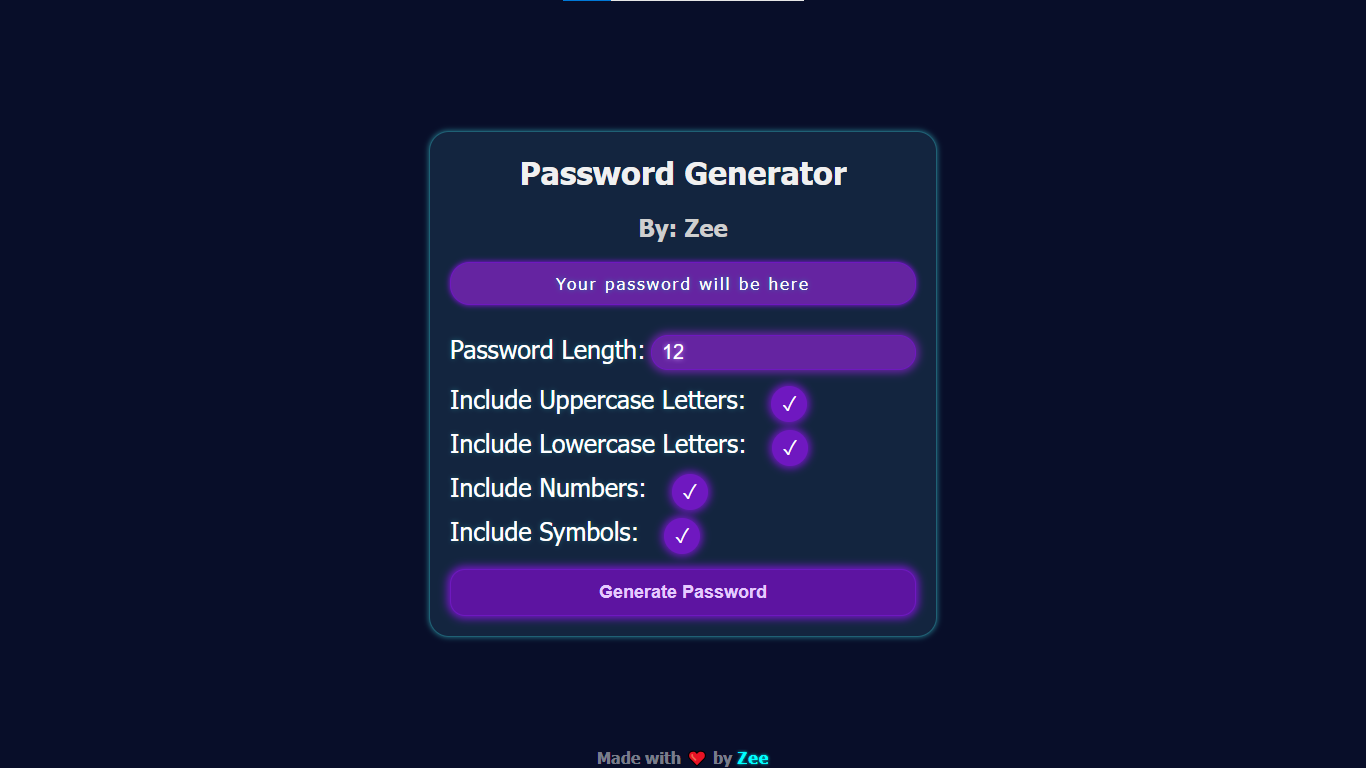 Password Generator
By: Zee
Your password will be here
Password Length: 12
Include Uppercase Letters: ✓
Include Lowercase Letters: ✓
Include Numbers: ✓
Include Symbols: ✓
Generate Password
Made with ❤️ by Zee